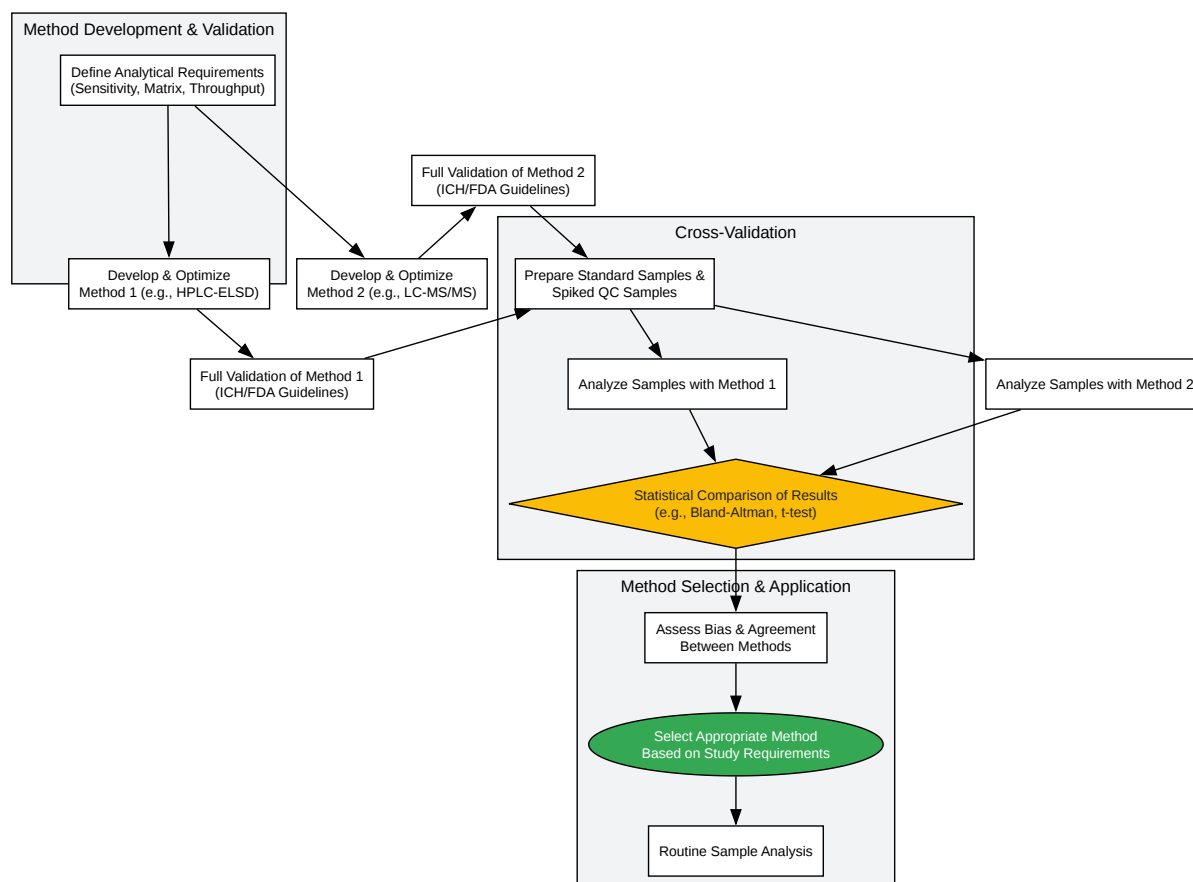 Method Development & Validation
Define Analytical Requirements
(Sensitivity, Matrix, Throughput)
Full Validation of Method 2
(ICH/FDA Guidelines)
Cross-Validation
Develop & Optimize
Method 1 (e.g., HPLC-ELSD)
Develop & Optimize
Method 2 (e.g., LC-MS/MS)
Prepare Standard Samples &
Spiked QC Samples
Full Validation of Method 1
(ICH/FDA Guidelines)
Analyze Samples with Method 1
Analyze Samples with Method 2
Statistical Comparison of Results
(e.g., Bland-Altman, t-test)
Method Selection & Application
Assess Bias & Agreement
Between Methods
Select Appropriate Method
Based on Study Requirements
Routine Sample Analysis